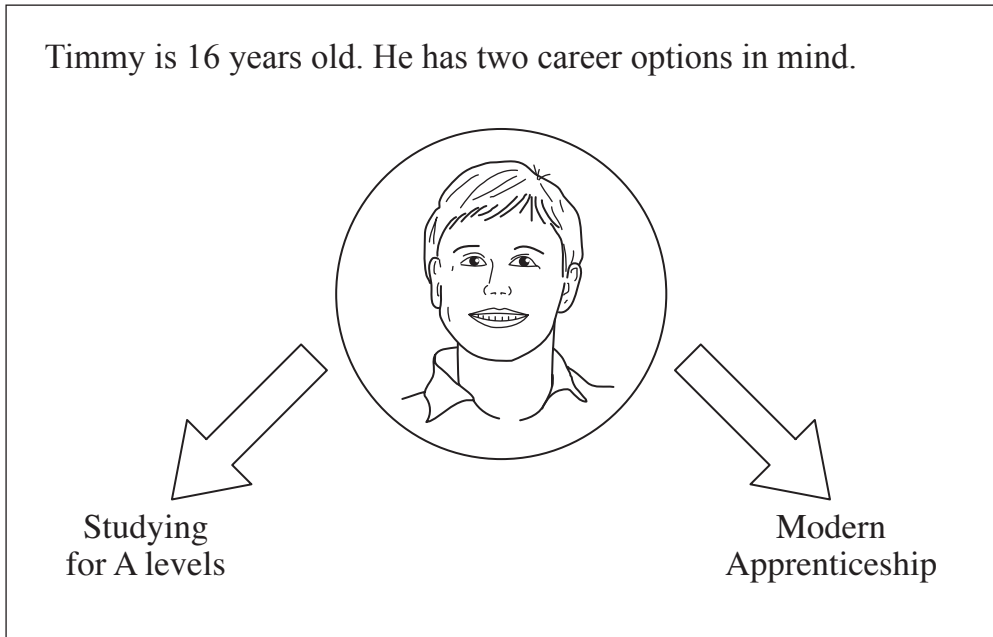 Timmy is 16 years old. He has two career options in mind.
Studying
for A levels
Modern
Apprenticeship